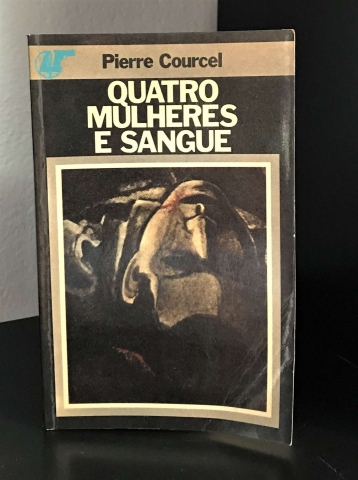 Pierre Courcel
QUATRO
MULHERES
E SANGUE